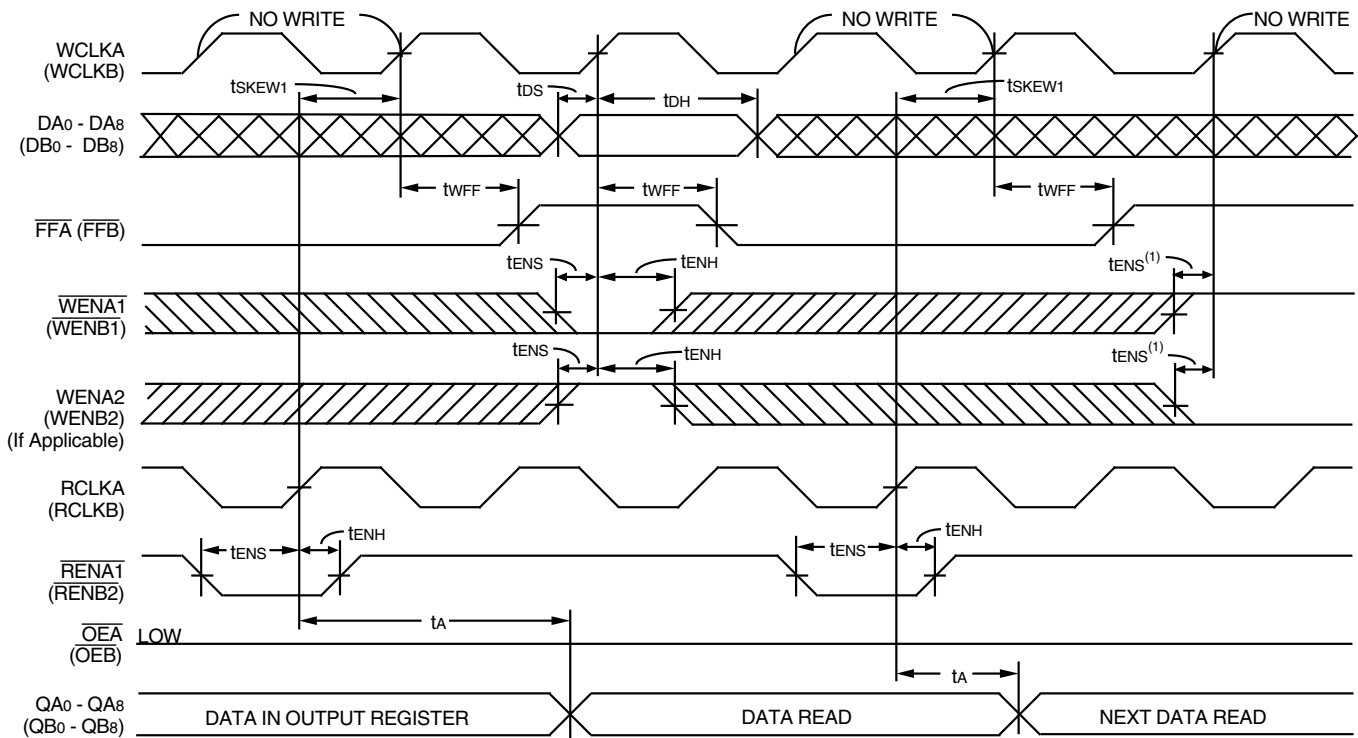 NO WRITE NO WRITE NO WRITE
WCLKA
(WCLKB)
tSKEW1 tDS tDH tSKEW1
DA0 - DA8
(DB0 - DB8)
tWFF tWFF tWFF
FFA (FFB)
tENS tENH tENS(1)
WENA1
(WENB1)
tENS tENH tENS(1)
WENA2
(WENB2)
(If Applicable)
RCLKA
(RCLKB)
tENS tENH tENS tENH
RENA1
(RENB2)
tA
OEA LOW
(OEB)
tA
QA0 - QA8
(QB0 - QB8)
DATA IN OUTPUT REGISTER DATA READ NEXT DATA READ